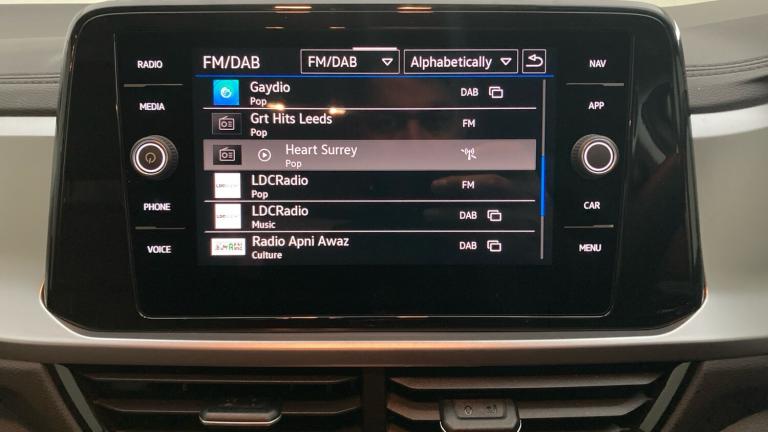 RADIO
MEDIA
PHONE
VOICE
FM/DAB
FM/DAB
Alphabetically
Gaydio
Pop
DAB
Grt Hits Leeds
Pop
FM
Heart Surrey
Pop
LDCRadio
Pop
FM
LDCRadio
Music
DAB
Radio Apni Awaz
Culture
DAB
NAV
APP
CAR
MENU